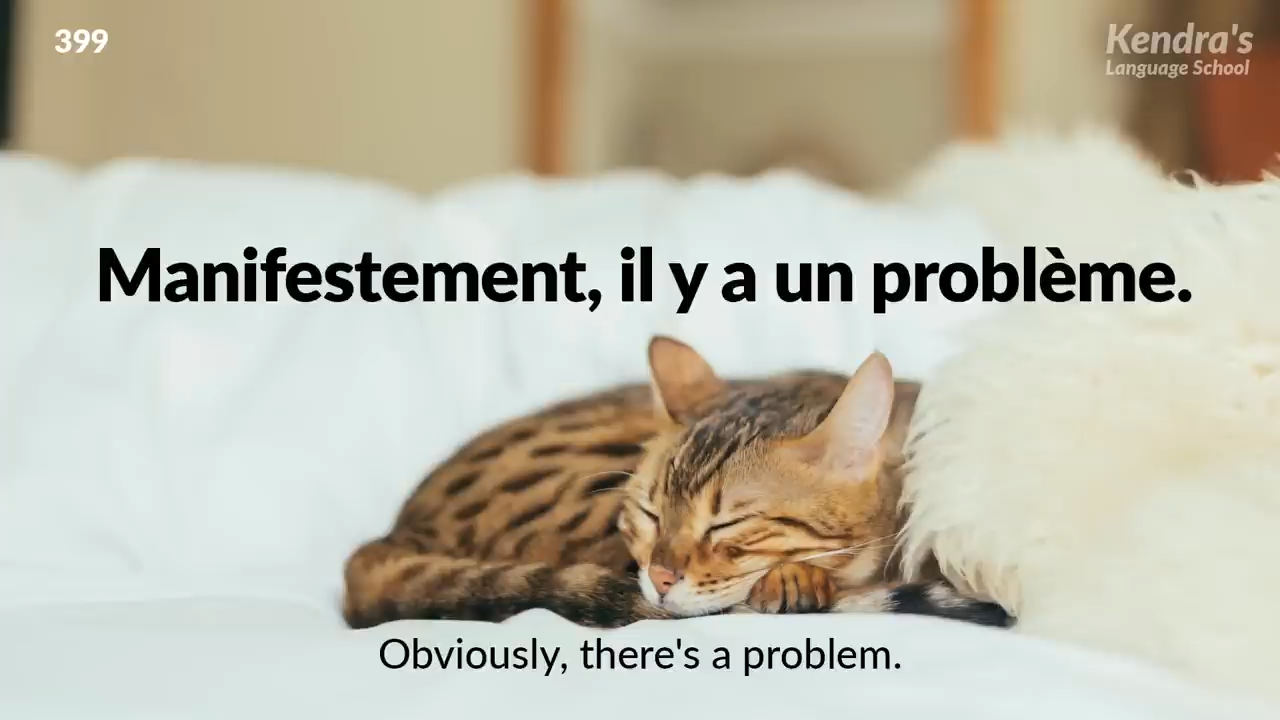 399
Kendra's
Language School
Manifestement, il y a un problème.
Obviously, there's a problem.